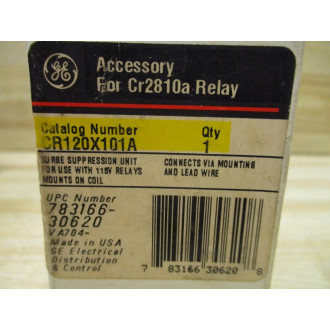 GE
Accessory
For Cr2810a Relay
Catalog Number Qty
CR120X101A 1
SURGE SUPPRESSION UNIT
FOR USE WITH 115V RELAYS
MOUNTS ON COIL
CONNECTS VIA MOUNTING
AND LEAD WIRE
UPC Number
783166-
30620
VA704-
Made in USA
GE Electrical
Distribution
& Control
7 83166 30620 8